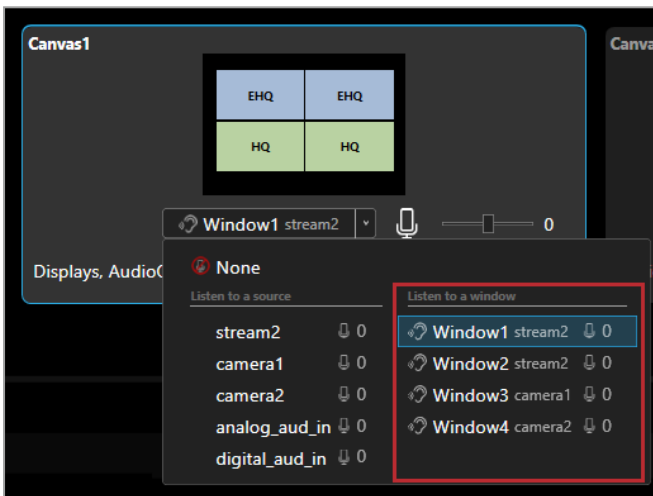 Canvas1
Canva
EHQ EHQ
HQ HQ
Window1 stream2 0
Displays, Audio
None
Listen to a source Listen to a window
stream2 0 Window1 stream2 0
camera1 0 Window2 stream2 0
camera2 0 Window3 camera1 0
analog_aud_in 0 Window4 camera2 0
digital_aud_in 0